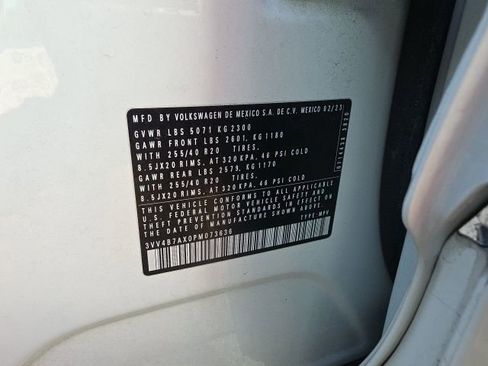 MFD BY VOLKSWAGEN DE MEXICO S.A. DE C.V. MEXICO 02/23
GVWR LBS 5071 KG 2300
GAWR FRONT LBS 2601, KG 1180
WITH 255/40 R20 TIRES.
8.5JX20 RIMS, AT 320 KPA, 46 PSI COLD
GAWR REAR LBS 2579, KG 1170
WITH 255/40 R20 TIRES.
8.5JX20 RIMS, AT 320 KPA, 46 PSI COLD
THIS VEHICLE CONFORMS TO ALL APPLICABLE
U.S. FEDERAL MOTOR VEHICLE SAFETY AND
THEFT PREVENTION STANDARDS IN EFFECT ON
THE DATE OF MANUFACTURE SHOWN ABOVE.
3VV4B7AX0PM073636 TYPE: MPV